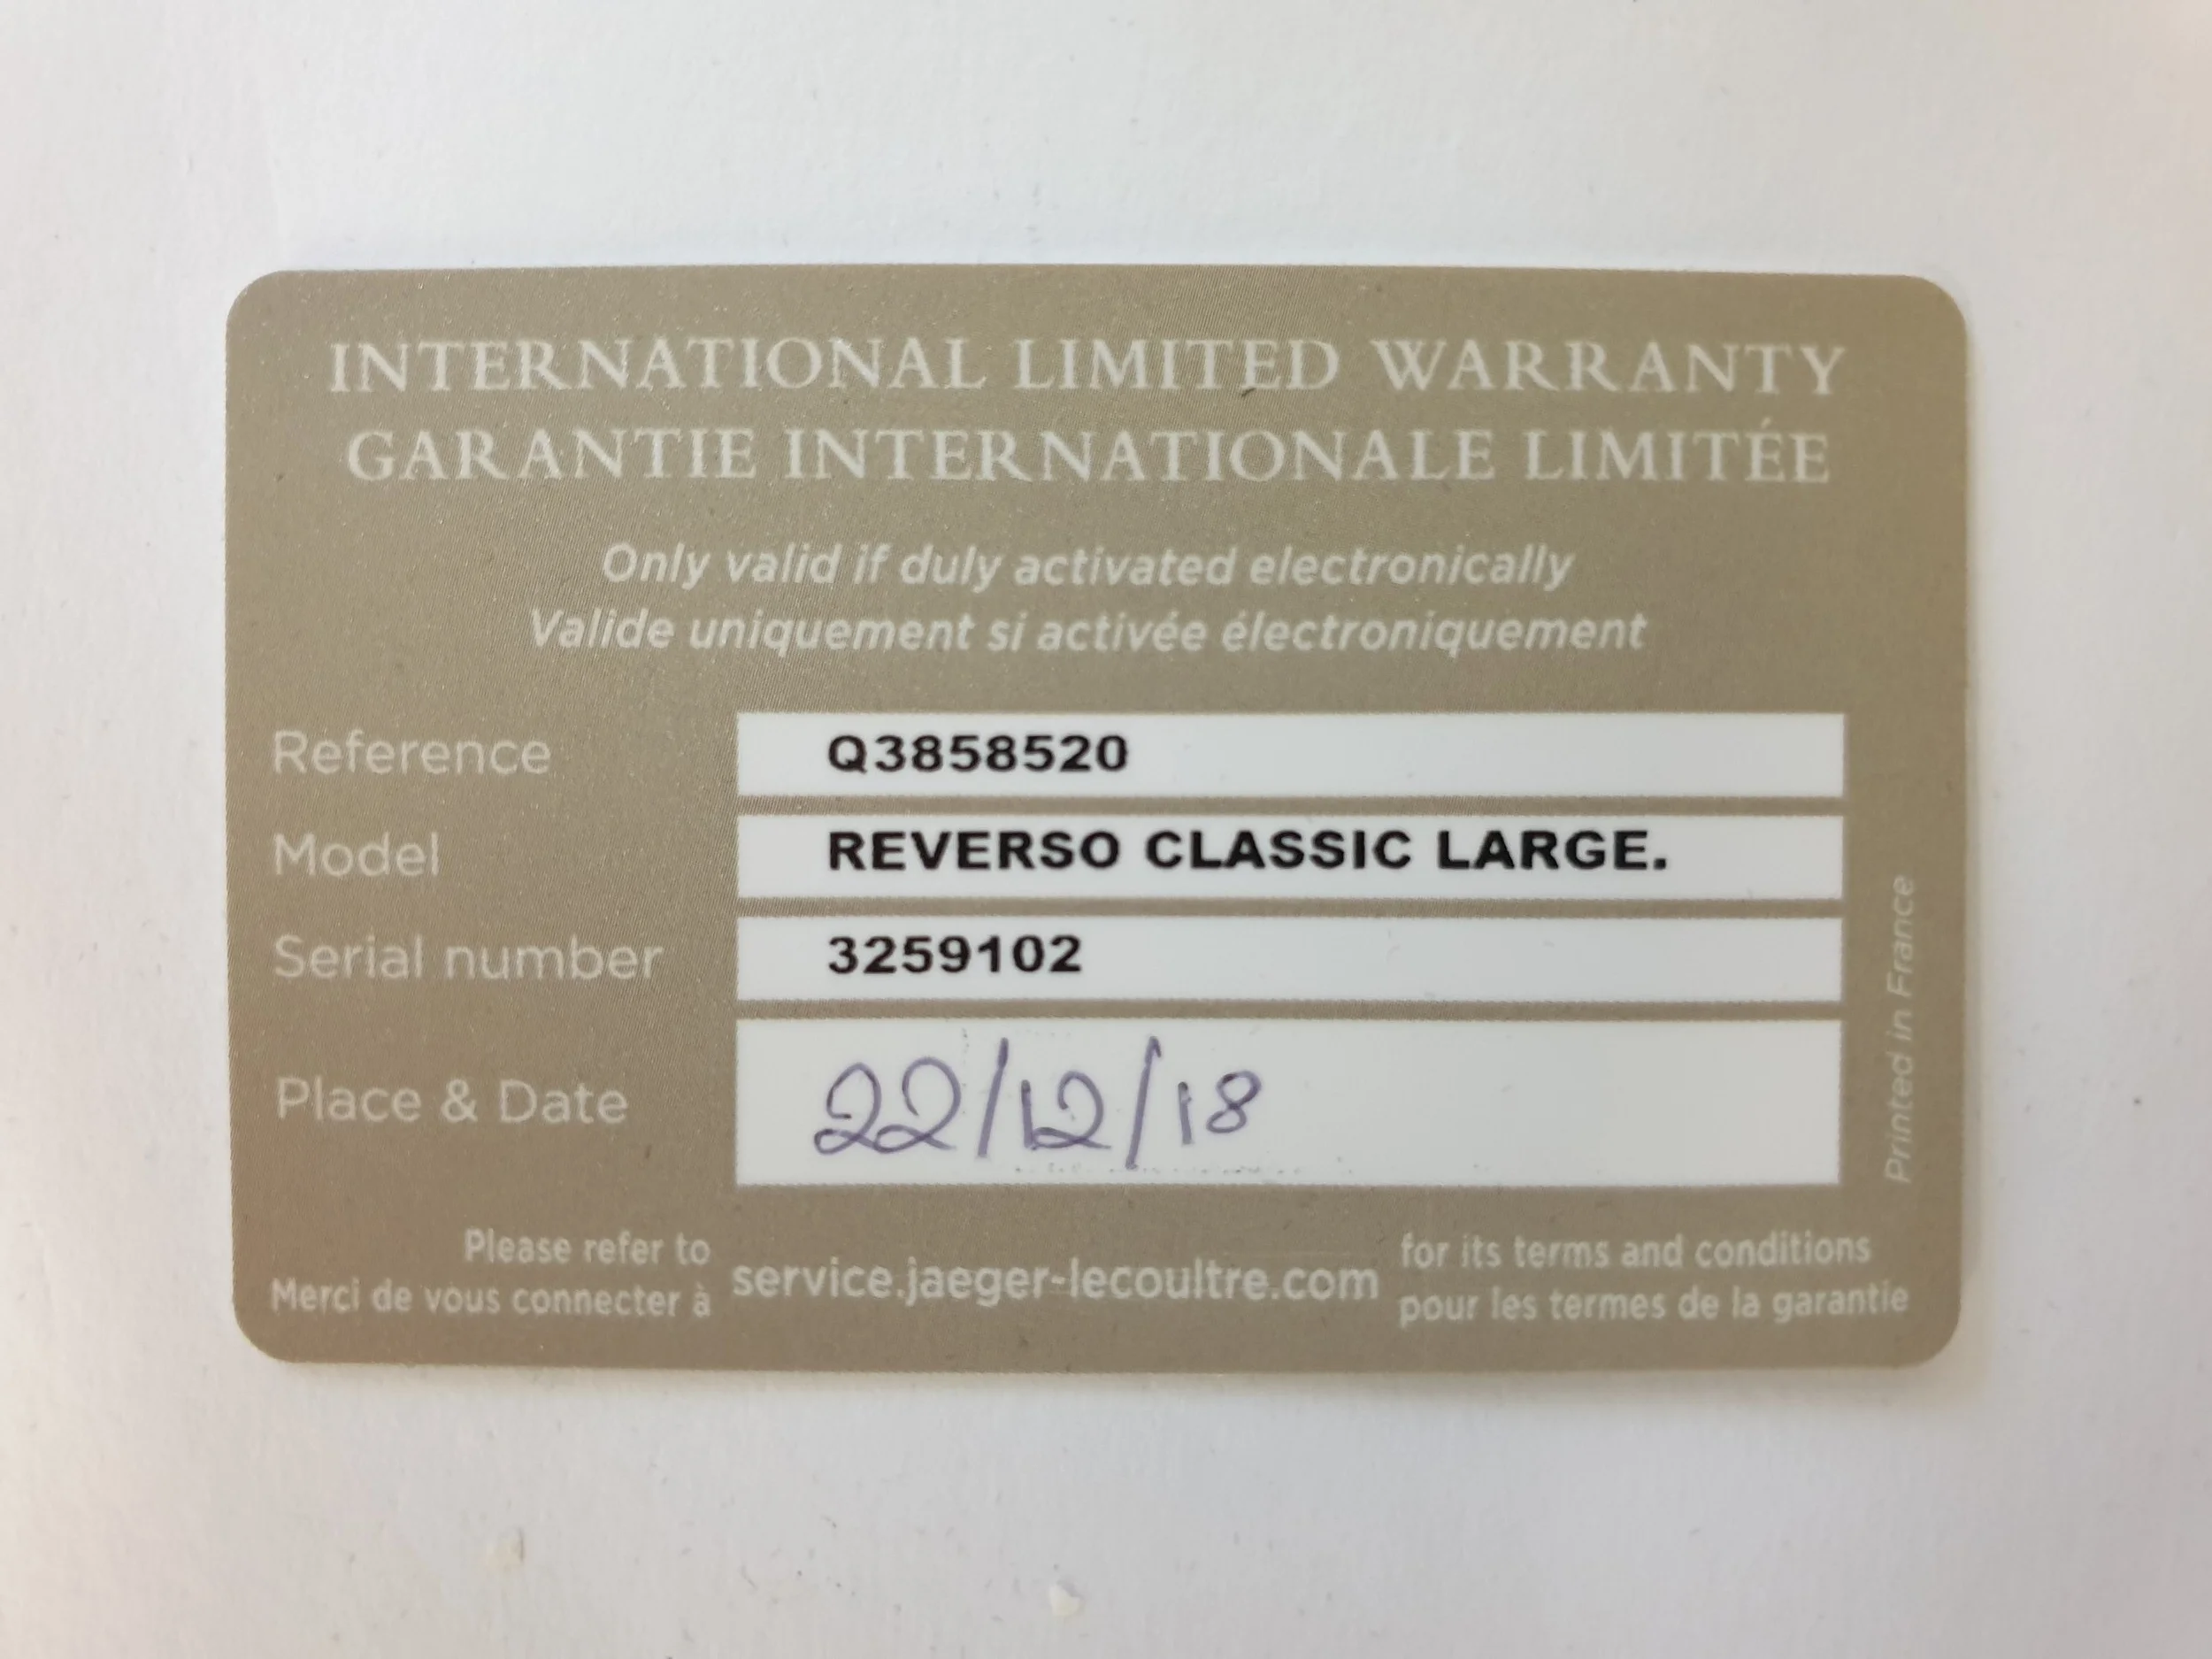 INTERNATIONAL LIMITED WARRANTY
GARANTIE INTERNATIONALE LIMITÉE
Only valid if duly activated electronically
Valide uniquement si activée électroniquement
Reference Q3858520
Model REVERSO CLASSIC LARGE.
Serial number 3259102
Place & Date 22/12/18
Printed in France
Please refer to
Merci de vous connecter à
service.jaeger-lecoultre.com
for its terms and conditions
pour les termes de la garantie